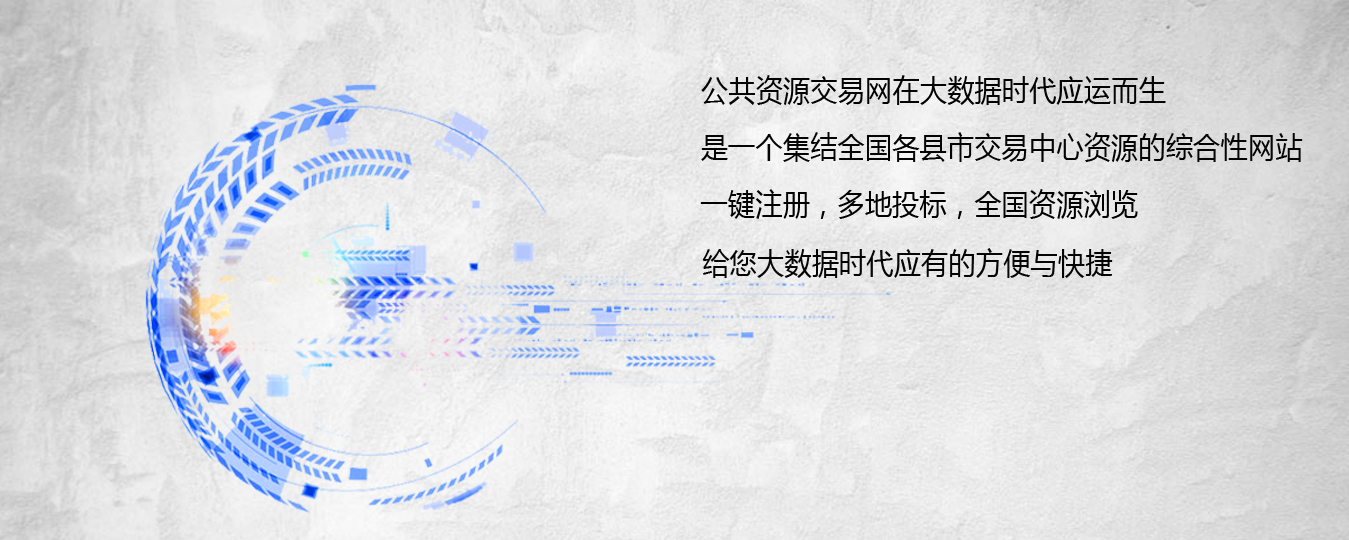 公共资源交易网在大数据时代应运而生
是一个集结全国各县市交易中心资源的综合性网站
一键注册，多地投标，全国资源浏览
给您大数据时代应有的方便与快捷